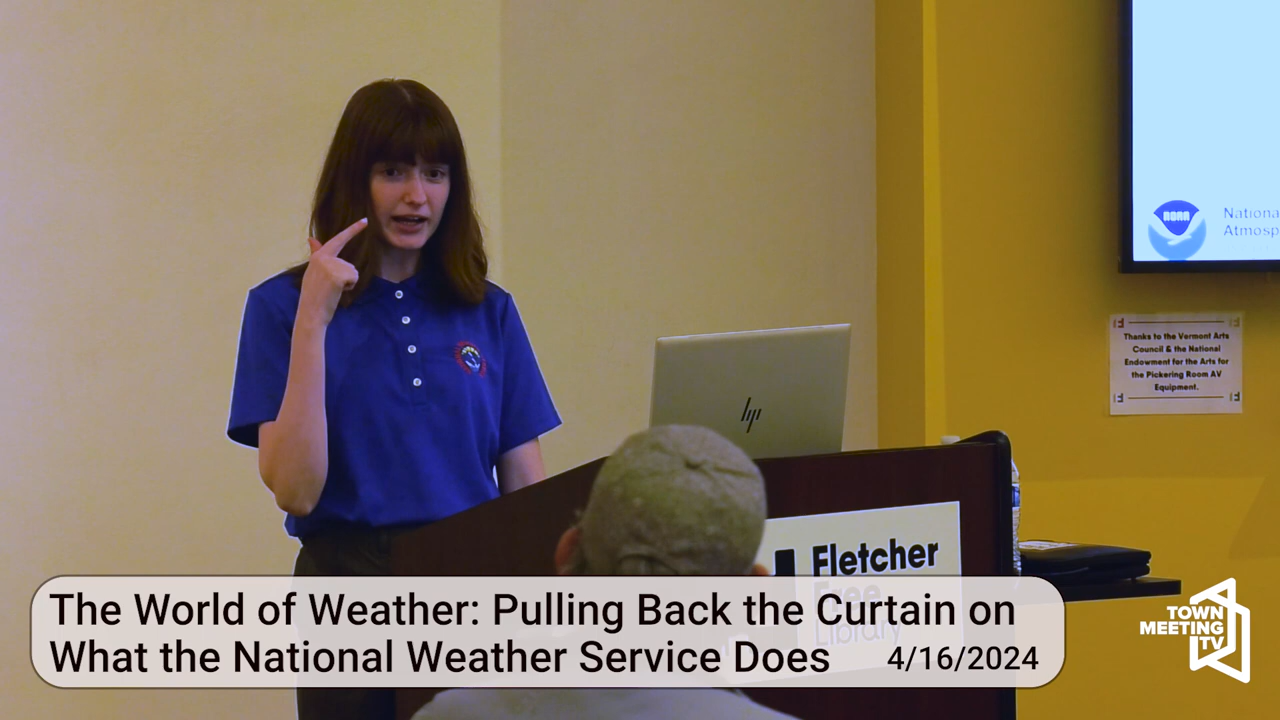 NOAA
Nationa
Atmosp
Thanks to the Vermont Arts
Council & the National
Endowment for the Arts for
the Pickering Room AV
Equipment.
hp
Fletcher
Free
Library
The World of Weather: Pulling Back the Curtain on
What the National Weather Service Does
4/16/2024
TOWN
MEETING
TV